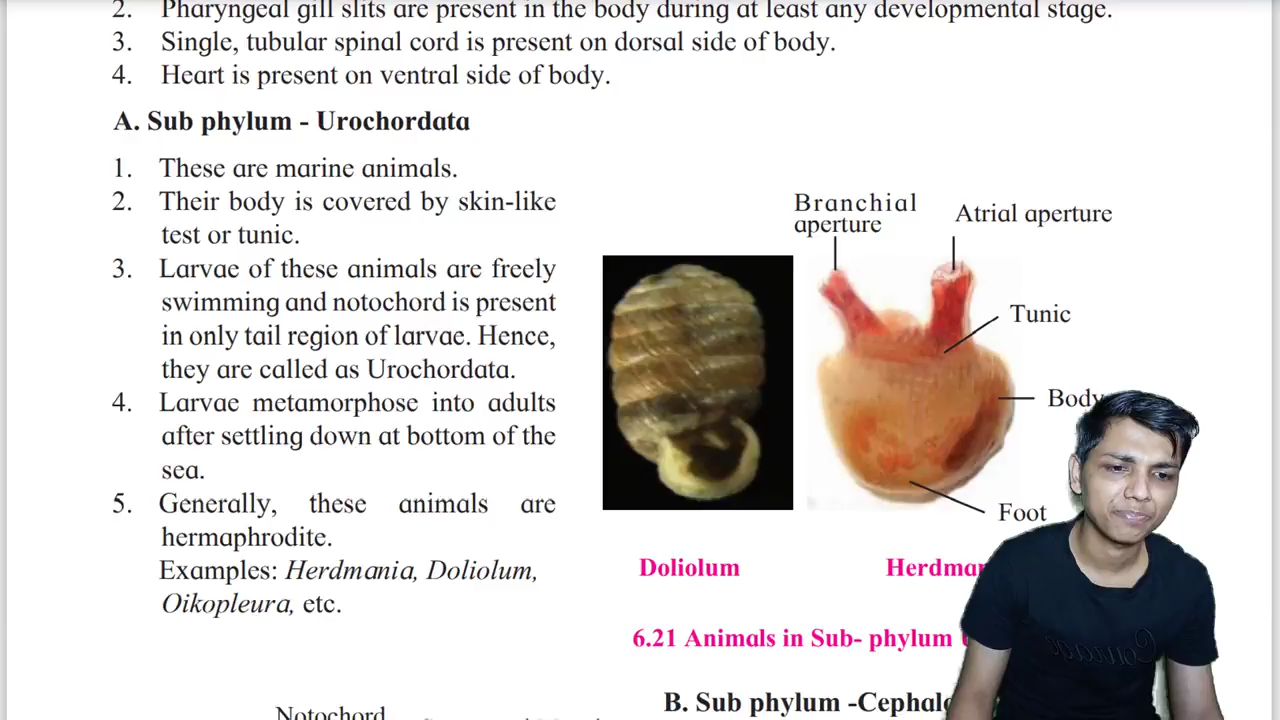 2. Pharyngeal gill slits are present in the body during at least any developmental stage.
3. Single, tubular spinal cord is present on dorsal side of body.
4. Heart is present on ventral side of body.
A. Sub phylum - Urochordata
1. These are marine animals.
2. Their body is covered by skin-like
test or tunic.
3. Larvae of these animals are freely
swimming and notochord is present
in only tail region of larvae. Hence,
they are called as Urochordata.
4. Larvae metamorphose into adults
after settling down at bottom of the
sea.
5. Generally, these animals are
hermaphrodite.
Examples: Herdmania, Doliolum,
Oikopleura, etc.
Branchial
aperture
Atrial aperture
Tunic
Body
Foot
Doliolum
Herdman
6.21 Animals in Sub- phylum
B. Sub phylum -Cephalo
Notochord